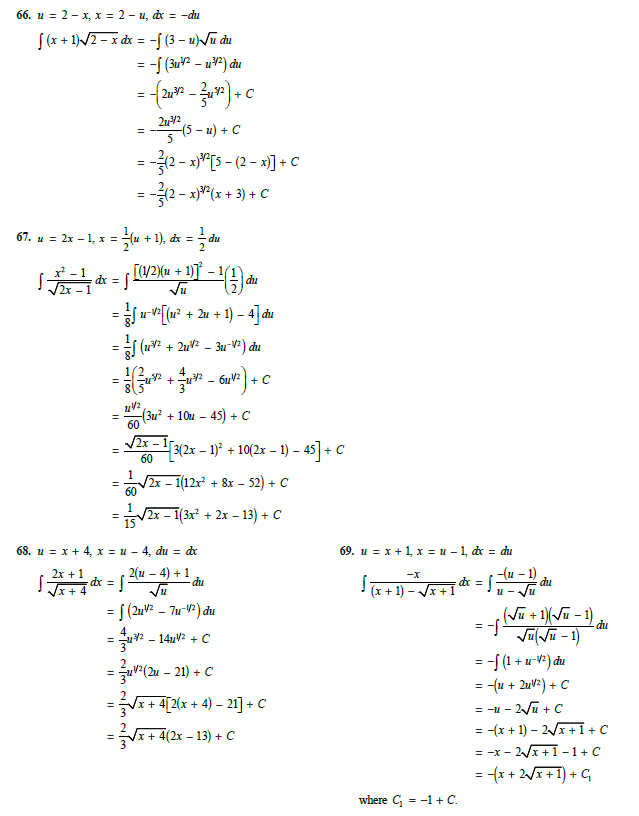 66. u = 2 − x, x = 2 − u, dx = −du
∫(x + 1)√(2 − x) dx = −∫(3 − u)√u du
= −∫(3u^(1/2) − u^(3/2)) du
= −(2u^(3/2) − (2/5)u^(5/2)) + C
= −(2u^(3/2)/5)(5 − u) + C
= −(2/5)(2 − x)^(3/2)[5 − (2 − x)] + C
= −(2/5)(2 − x)^(3/2)(x + 3) + C
67. u = 2x − 1, x = (1/2)(u + 1), dx = (1/2) du
∫ (x² − 1)/√(2x − 1) dx = ∫ ([(1/2)(u + 1)]² − 1)/√u (1/2) du
= (1/8)∫ u^(−1/2)[(u² + 2u + 1) − 4] du
= (1/8)∫(u^(3/2) + 2u^(1/2) − 3u^(−1/2)) du
= (1/8)((2/5)u^(5/2) + (4/3)u^(3/2) − 6u^(1/2)) + C
= (u^(1/2)/60)(3u² + 10u − 45) + C
= (√(2x − 1)/60)[3(2x − 1)² + 10(2x − 1) − 45] + C
= (1/60)√(2x − 1)(12x² + 8x − 52) + C
= (1/15)√(2x − 1)(3x² + 2x − 13) + C
68. u = x + 4, x = u − 4, du = dx
∫ (2x + 1)/√(x + 4) dx = ∫ (2(u − 4) + 1)/√u du
= ∫(2u^(1/2) − 7u^(−1/2)) du
= (4/3)u^(3/2) − 14u^(1/2) + C
= (2/3)u^(1/2)(2u − 21) + C
= (2/3)√(x + 4)[2(x + 4) − 21] + C
= (2/3)√(x + 4)(2x − 13) + C
69. u = x + 1, x = u − 1, dx = du
∫ −x/((x + 1) − √(x + 1)) dx = ∫ −(u − 1)/(u − √u) du
= −∫ (√u + 1)(√u − 1)/(√u(√u − 1)) du
= −∫(1 + u^(−1/2)) du
= −(u + 2u^(1/2)) + C
= −u − 2√u + C
= −(x + 1) − 2√(x + 1) + C
= −x − 2√(x + 1) − 1 + C
= −(x + 2√(x + 1)) + C₁
where C₁ = −1 + C.